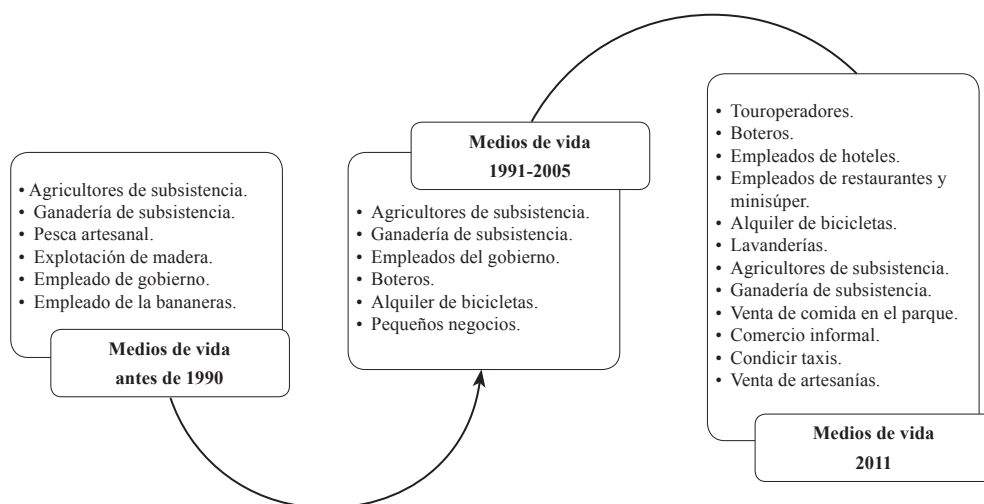 • Agricultores de subsistencia.
• Ganadería de subsistencia.
• Pesca artesanal.
• Explotación de madera.
• Empleado de gobierno.
• Empleado de la bananeras.
Medios de vida
antes de 1990
Medios de vida
1991-2005
• Agricultores de subsistencia.
• Ganadería de subsistencia.
• Empleados del gobierno.
• Boteros.
• Alquiler de bicicletas.
• Pequeños negocios.
• Touroperadores.
• Boteros.
• Empleados de hoteles.
• Empleados de restaurantes y
minisúper.
• Alquiler de bicicletas.
• Lavanderías.
• Agricultores de subsistencia.
• Ganadería de subsistencia.
• Venta de comida en el parque.
• Comercio informal.
• Condicir taxis.
• Venta de artesanías.
Medios de vida
2011